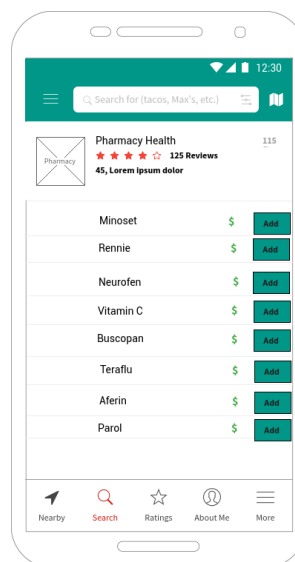 12:30
Search for (tacos, Max's, etc.)
Pharmacy
Pharmacy Health
115
125 Reviews
45, Lorem ipsum dolor
Minoset $ Add
Rennie $ Add
Neurofen $ Add
Vitamin C $ Add
Buscopan $ Add
Teraflu $ Add
Aferin $ Add
Parol $ Add
Nearby Search Ratings About Me More